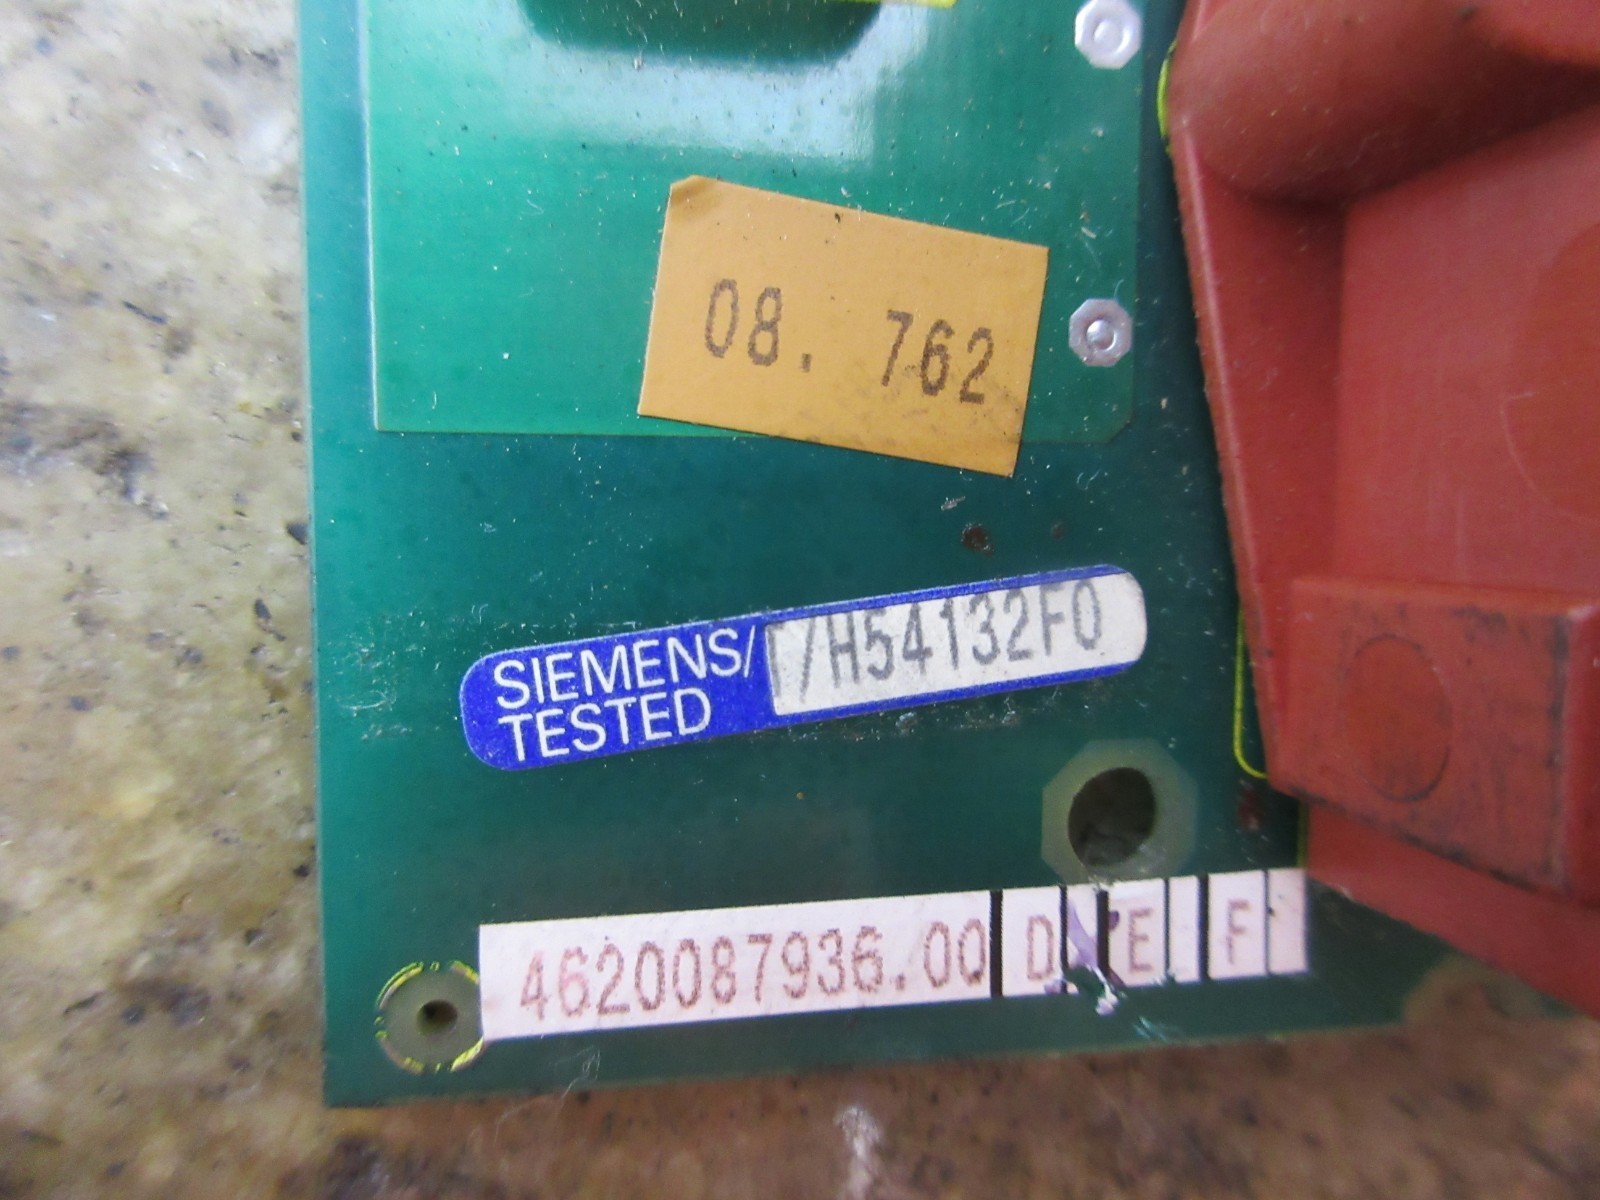 08. 762
SIEMENS/
TESTED
T/H54132F0
4620087936.00 D E F